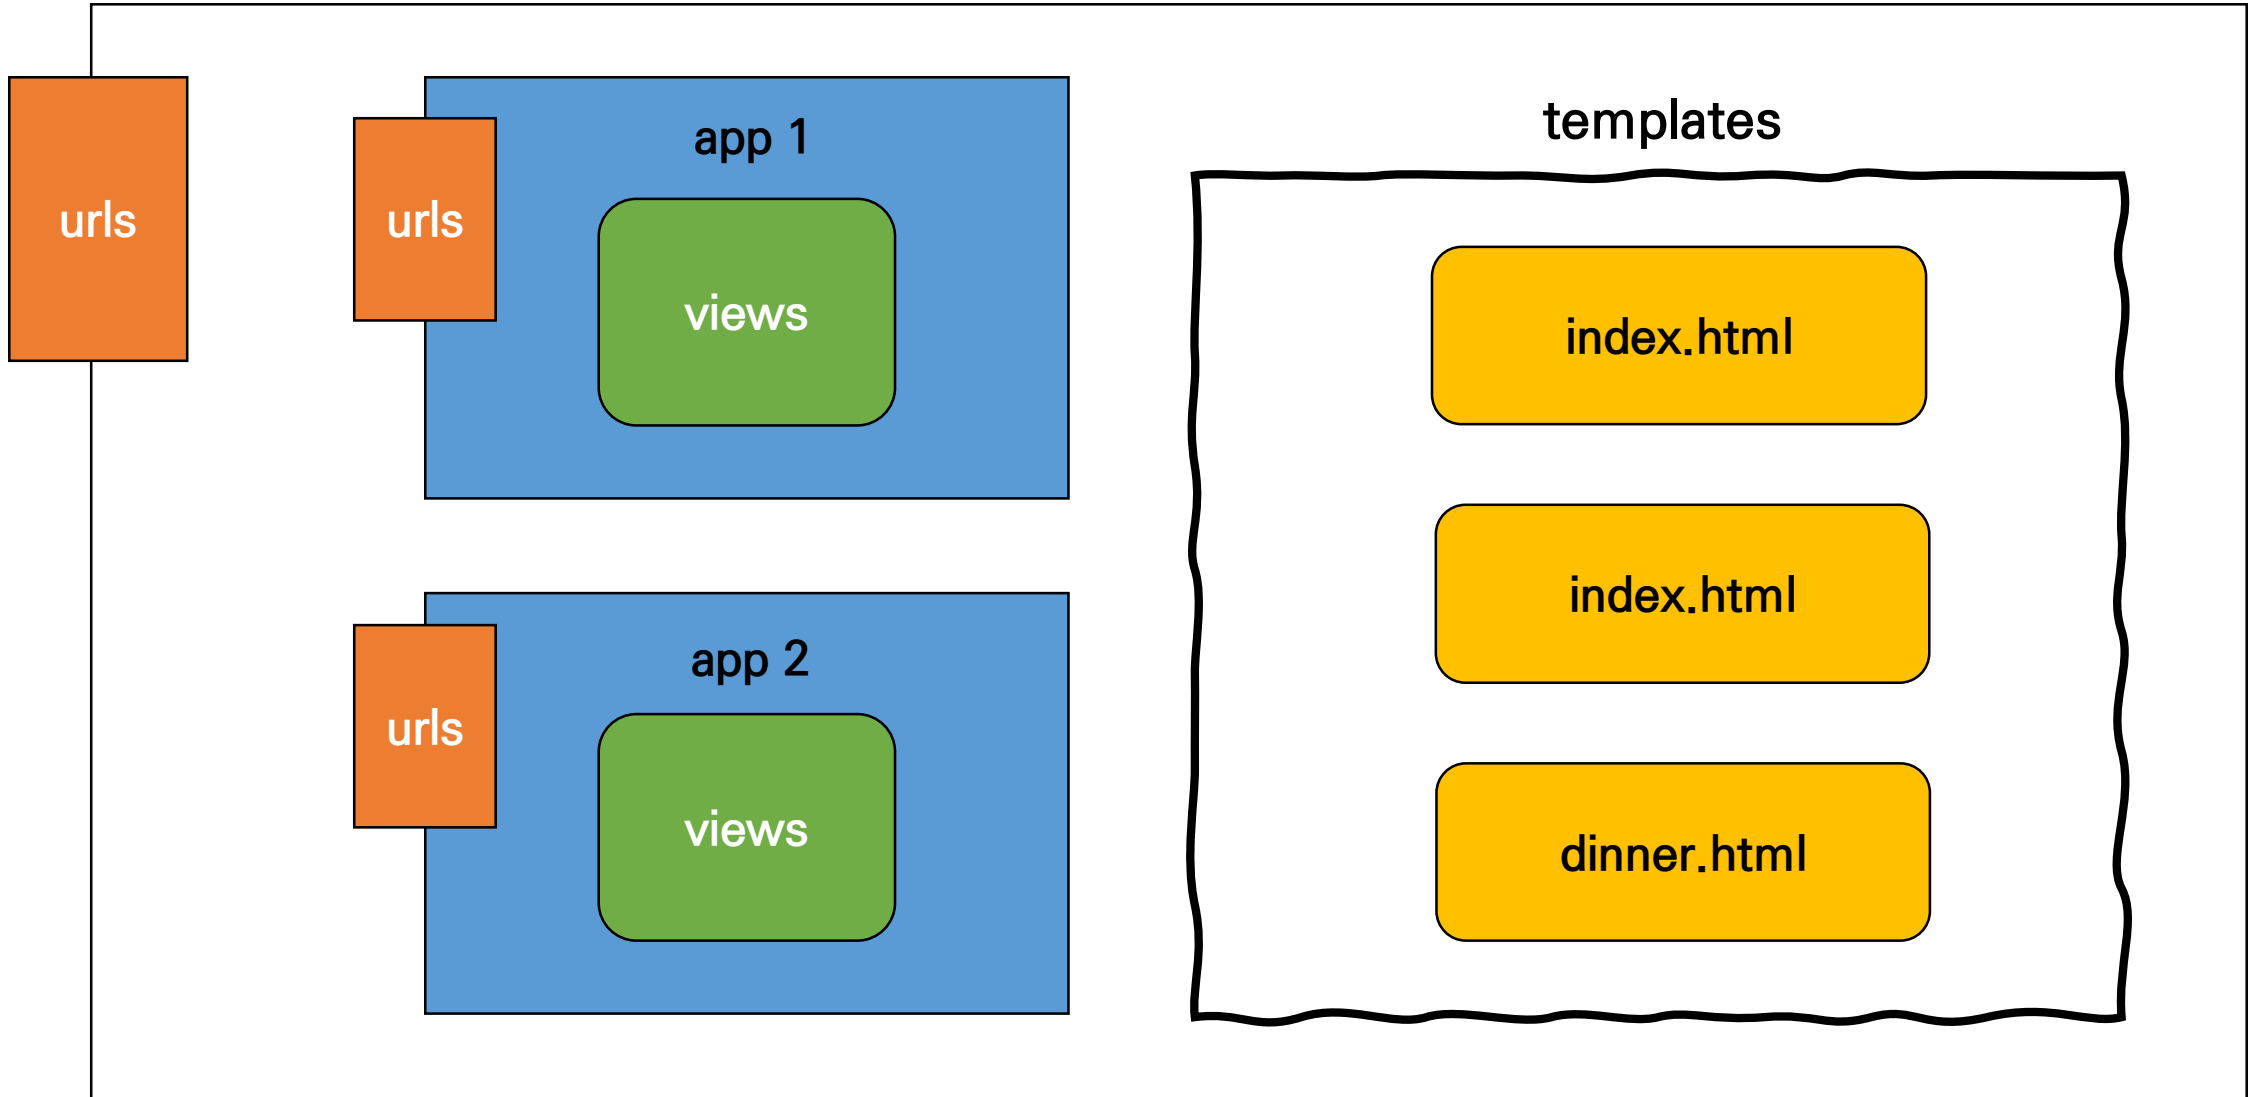 urls
app 1
urls
views
app 2
urls
views
templates
index.html
index.html
dinner.html